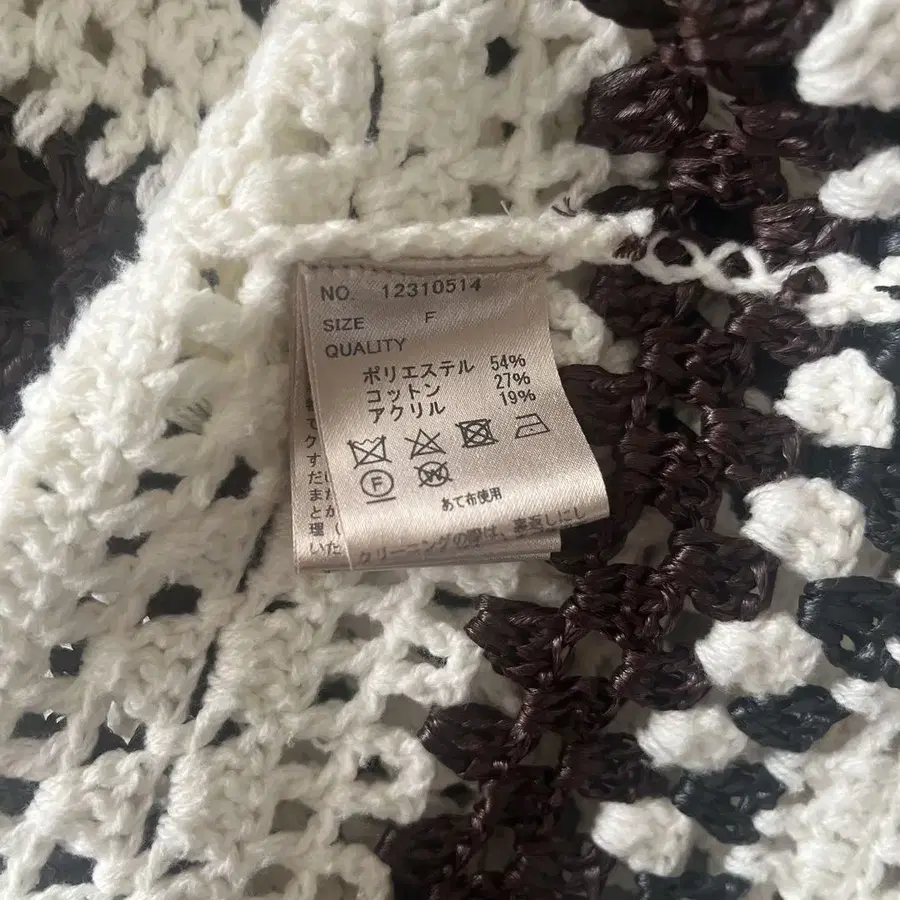 NO. 12310514
SIZE F
QUALITY
ポリエステル 54%
コットン 27%
アクリル 19%
F
W
あて布使用
クリーニングの際は、裏返しにし